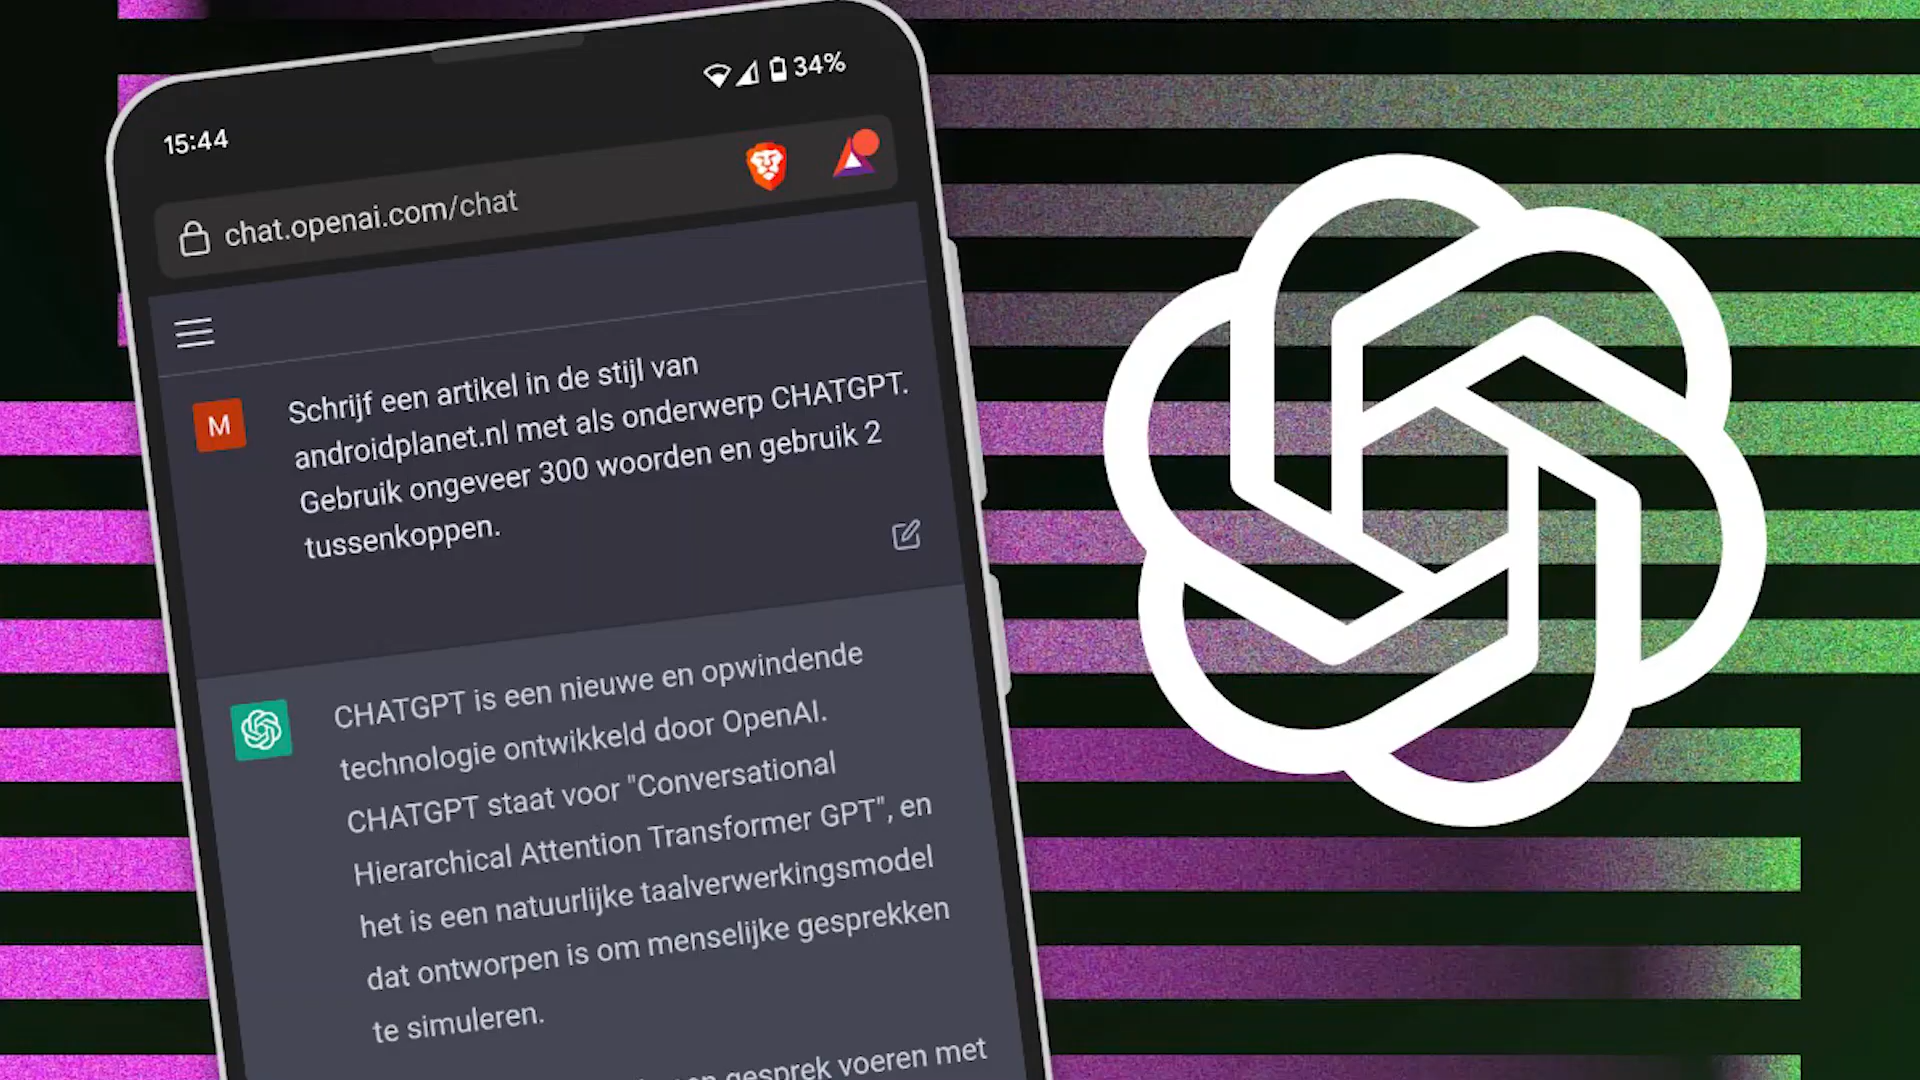 15:44
34%
chat.openai.com/chat
M
Schrijf een artikel in de stijl van
androidplanet.nl met als onderwerp CHATGPT.
Gebruik ongeveer 300 woorden en gebruik 2
tussenkoppen.
CHATGPT is een nieuwe en opwindende
technologie ontwikkeld door OpenAI.
CHATGPT staat voor "Conversational
Hierarchical Attention Transformer GPT", en
het is een natuurlijke taalverwerkingsmodel
dat ontworpen is om menselijke gesprekken
te simuleren.
gesprek voeren met